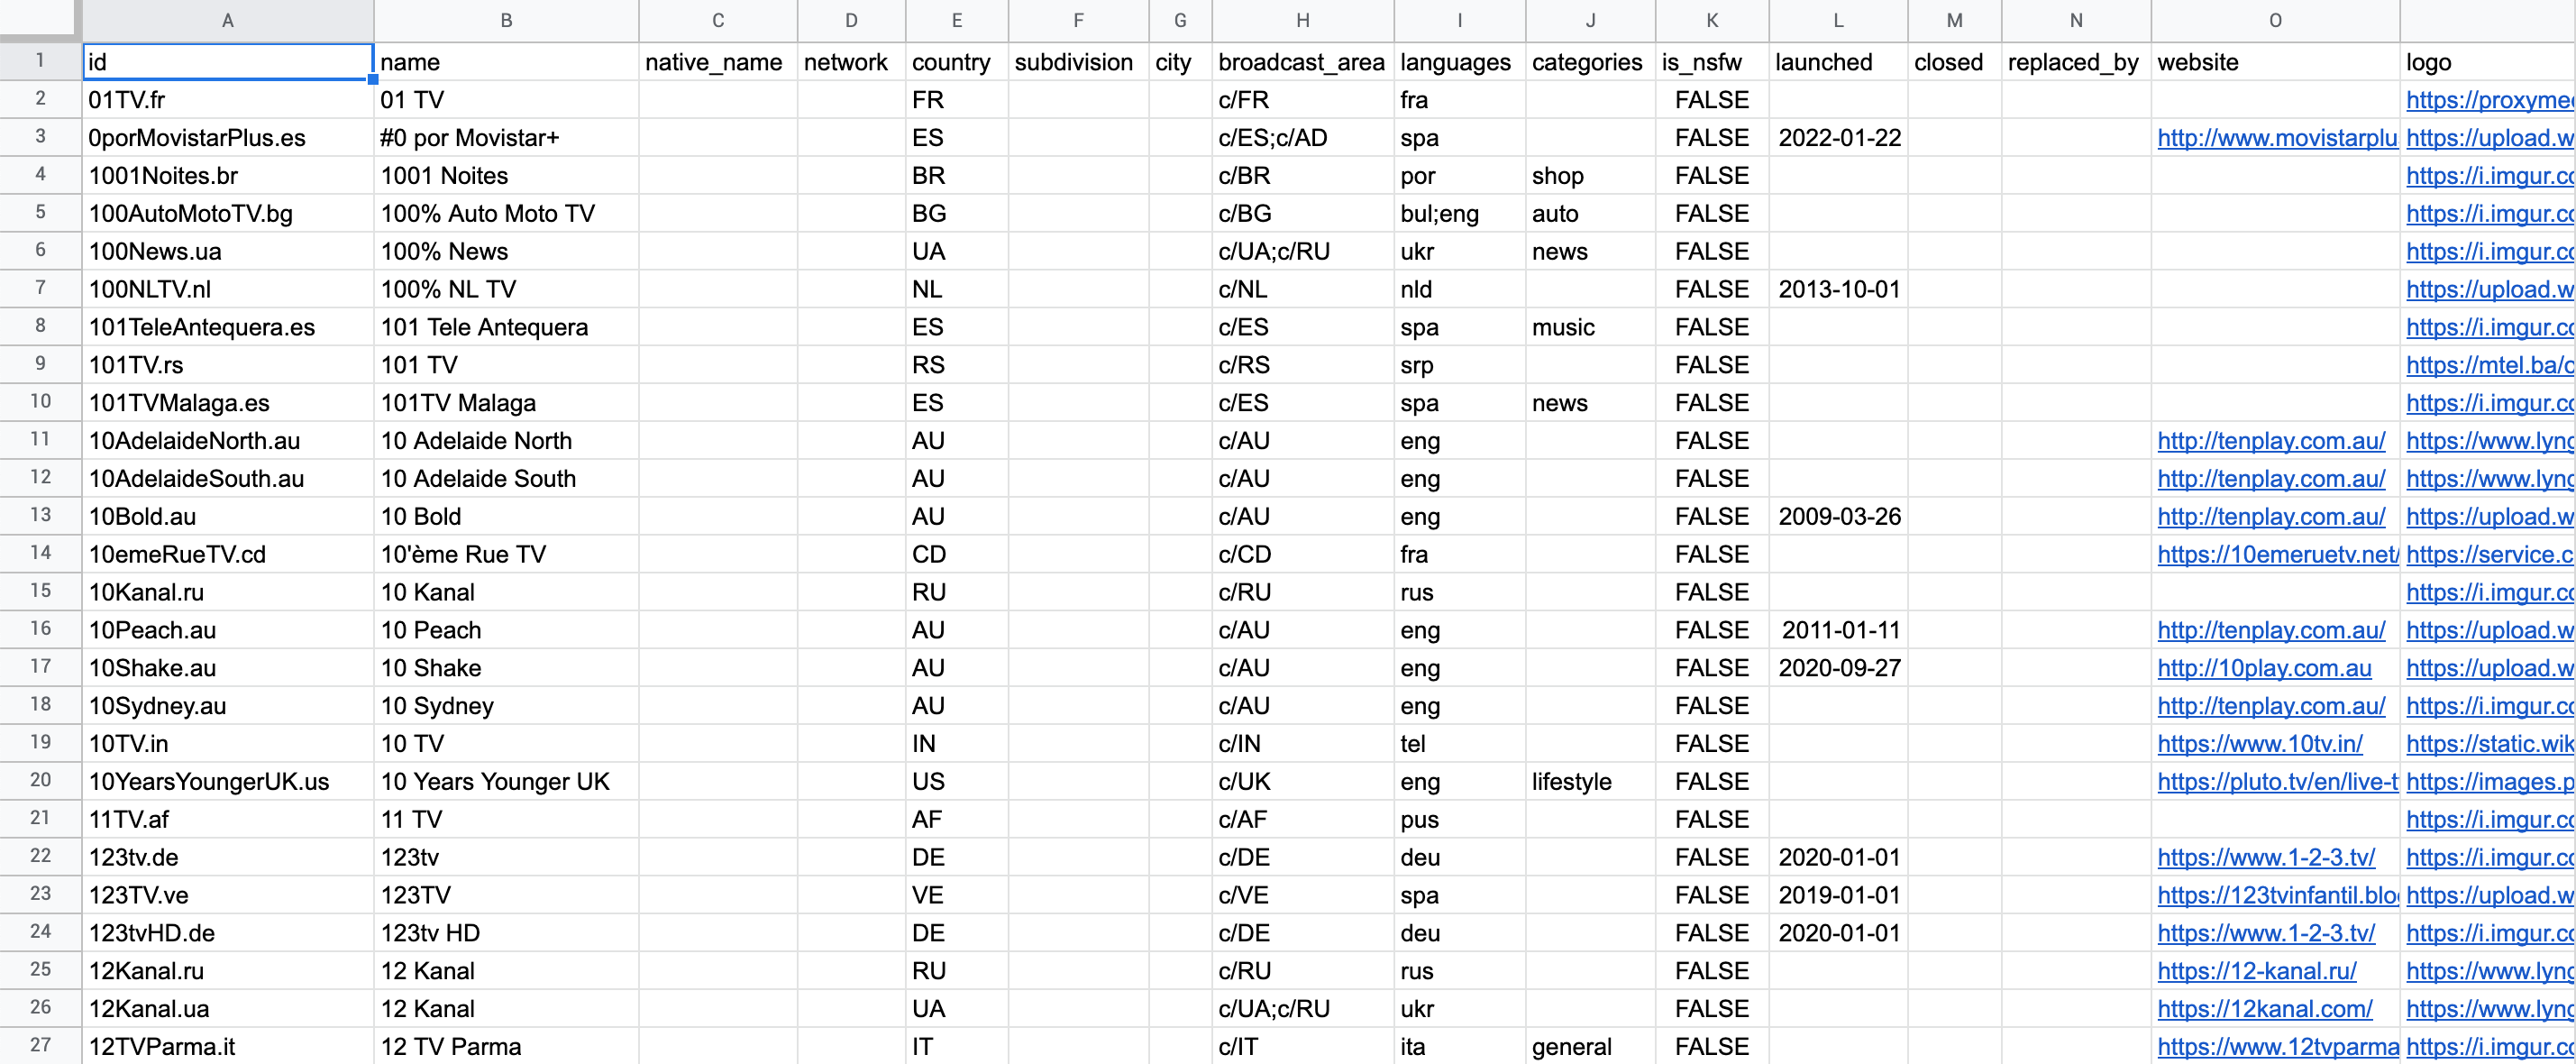 A B C D E F G H I J K L M N O
1 id name native_name network country subdivision city broadcast_area languages categories is_nsfw launched closed replaced_by website logo
2 01TV.fr 01 TV FR c/FR fra FALSE https://proxyme
3 0porMovistarPlus.es #0 por Movistar+ ES c/ES;c/AD spa FALSE 2022-01-22 http://www.movistarplu https://upload.w
4 1001Noites.br 1001 Noites BR c/BR por shop FALSE https://i.imgur.co
5 100AutoMotoTV.bg 100% Auto Moto TV BG c/BG bul;eng auto FALSE https://i.imgur.co
6 100News.ua 100% News UA c/UA;c/RU ukr news FALSE https://i.imgur.co
7 100NLTV.nl 100% NL TV NL c/NL nld FALSE 2013-10-01 https://upload.w
8 101TeleAntequera.es 101 Tele Antequera ES c/ES spa music FALSE https://i.imgur.co
9 101TV.rs 101 TV RS c/RS srp FALSE https://mtel.ba/c
10 101TVMalaga.es 101TV Malaga ES c/ES spa news FALSE https://i.imgur.co
11 10AdelaideNorth.au 10 Adelaide North AU c/AU eng FALSE http://tenplay.com.au/ https://www.lyng
12 10AdelaideSouth.au 10 Adelaide South AU c/AU eng FALSE http://tenplay.com.au/ https://www.lyng
13 10Bold.au 10 Bold AU c/AU eng FALSE 2009-03-26 http://tenplay.com.au/ https://upload.w
14 10emeRueTV.cd 10'ème Rue TV CD c/CD fra FALSE https://10emeruetv.net/ https://service.c
15 10Kanal.ru 10 Kanal RU c/RU rus FALSE https://i.imgur.co
16 10Peach.au 10 Peach AU c/AU eng FALSE 2011-01-11 http://tenplay.com.au/ https://upload.w
17 10Shake.au 10 Shake AU c/AU eng FALSE 2020-09-27 http://10play.com.au https://upload.w
18 10Sydney.au 10 Sydney AU c/AU eng FALSE http://tenplay.com.au/ https://i.imgur.co
19 10TV.in 10 TV IN c/IN tel FALSE https://www.10tv.in/ https://static.wik
20 10YearsYoungerUK.us 10 Years Younger UK US c/UK eng lifestyle FALSE https://pluto.tv/en/live-t https://images.p
21 11TV.af 11 TV AF c/AF pus FALSE https://i.imgur.co
22 123tv.de 123tv DE c/DE deu FALSE 2020-01-01 https://www.1-2-3.tv/ https://i.imgur.co
23 123TV.ve 123TV VE c/VE spa FALSE 2019-01-01 https://123tvinfantil.blo https://upload.w
24 123tvHD.de 123tv HD DE c/DE deu FALSE 2020-01-01 https://www.1-2-3.tv/ https://i.imgur.co
25 12Kanal.ru 12 Kanal RU c/RU rus FALSE https://12-kanal.ru/ https://www.lyng
26 12Kanal.ua 12 Kanal UA c/UA;c/RU ukr FALSE https://12kanal.com/ https://www.lyng
27 12TVParma.it 12 TV Parma IT c/IT ita general FALSE https://www.12tvparma https://i.imgur.co